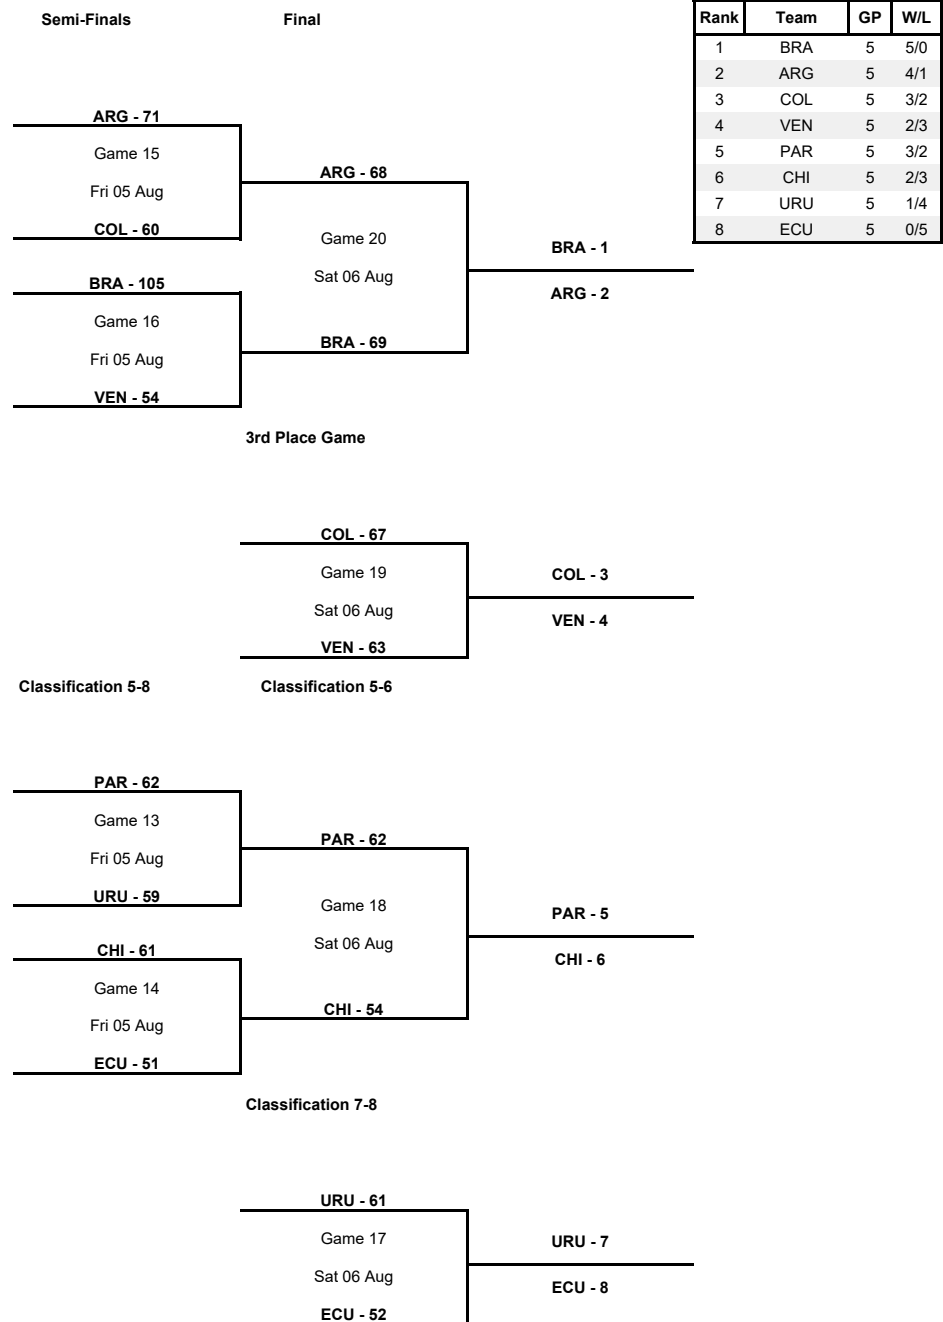 Semi-Finals Final
Rank Team GP W/L
1 BRA 5 5/0
2 ARG 5 4/1
3 COL 5 3/2
4 VEN 5 2/3
5 PAR 5 3/2
6 CHI 5 2/3
7 URU 5 1/4
8 ECU 5 0/5
ARG - 71
Game 15
Fri 05 Aug
COL - 60
BRA - 105
Game 16
Fri 05 Aug
VEN - 54
ARG - 68
Game 20
Sat 06 Aug
BRA - 69
BRA - 1
ARG - 2
3rd Place Game
COL - 67
Game 19
Sat 06 Aug
VEN - 63
COL - 3
VEN - 4
Classification 5-8 Classification 5-6
PAR - 62
Game 13
Fri 05 Aug
URU - 59
CHI - 61
Game 14
Fri 05 Aug
ECU - 51
PAR - 62
Game 18
Sat 06 Aug
CHI - 54
PAR - 5
CHI - 6
Classification 7-8
URU - 61
Game 17
Sat 06 Aug
ECU - 52
URU - 7
ECU - 8